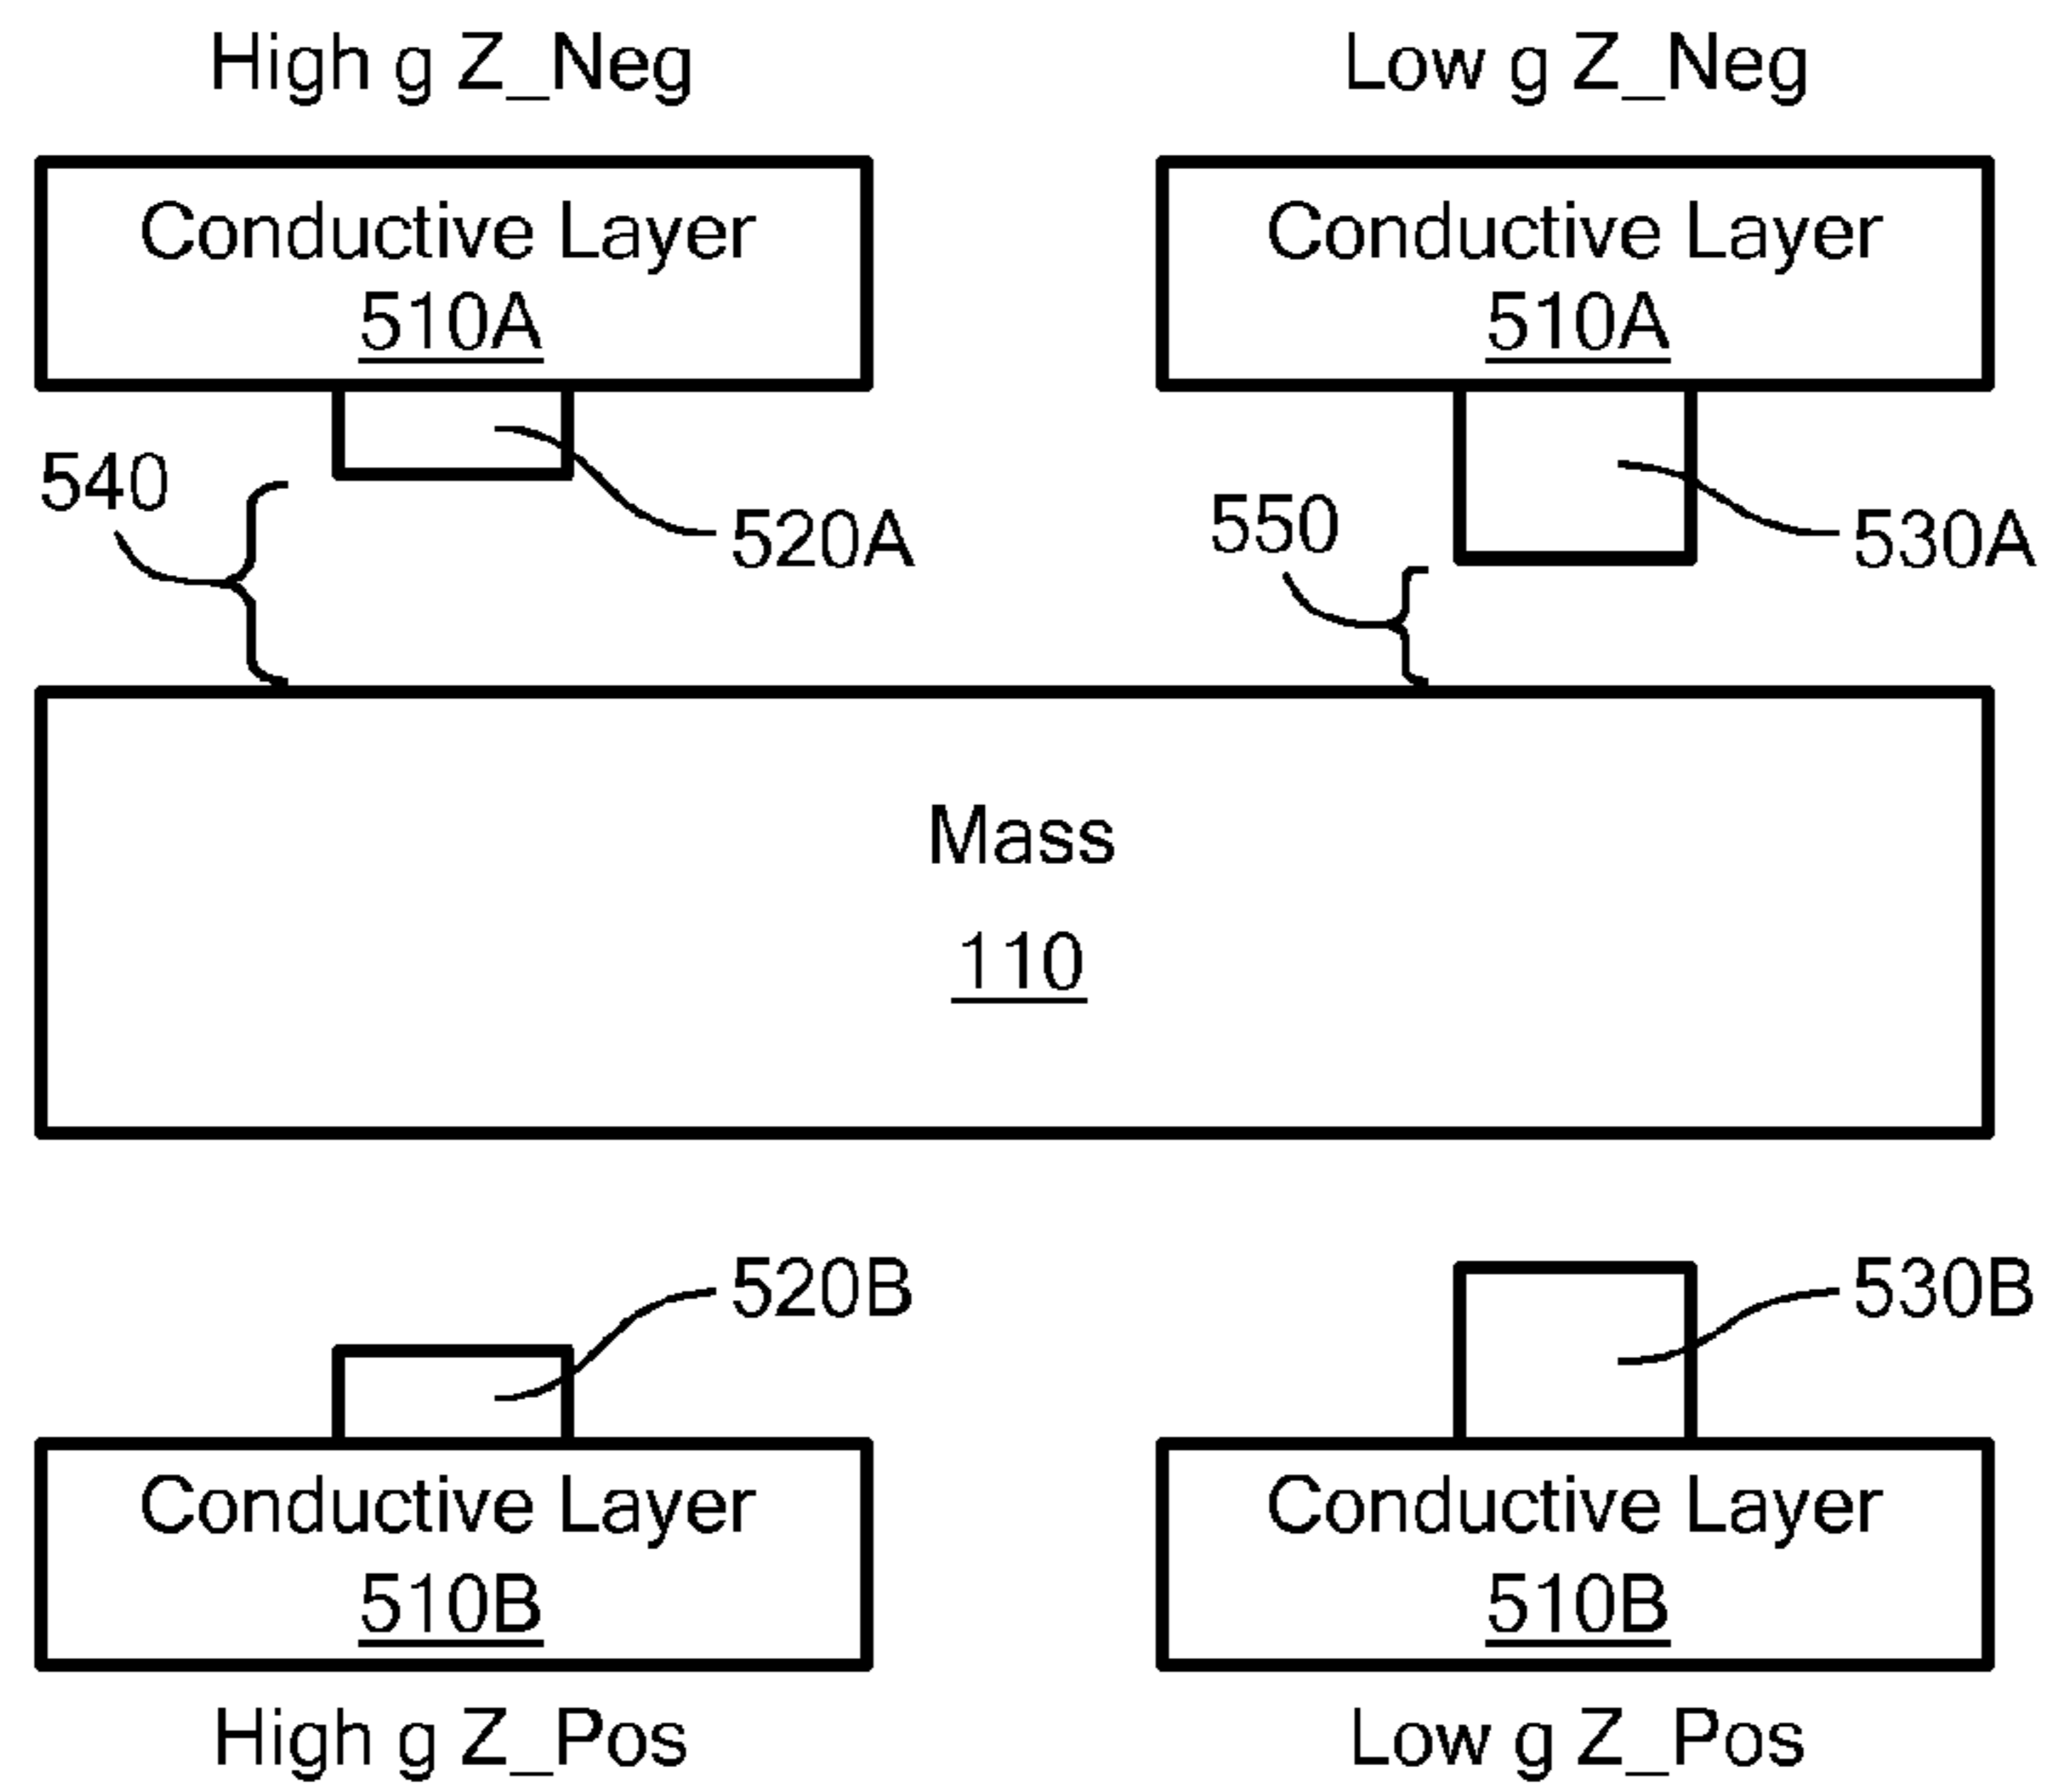 High g Z_Neg
Low g Z_Neg
Conductive Layer
510A
Conductive Layer
510A
540
520A
550
530A
Mass
110
520B
530B
Conductive Layer
510B
Conductive Layer
510B
High g Z_Pos
Low g Z_Pos